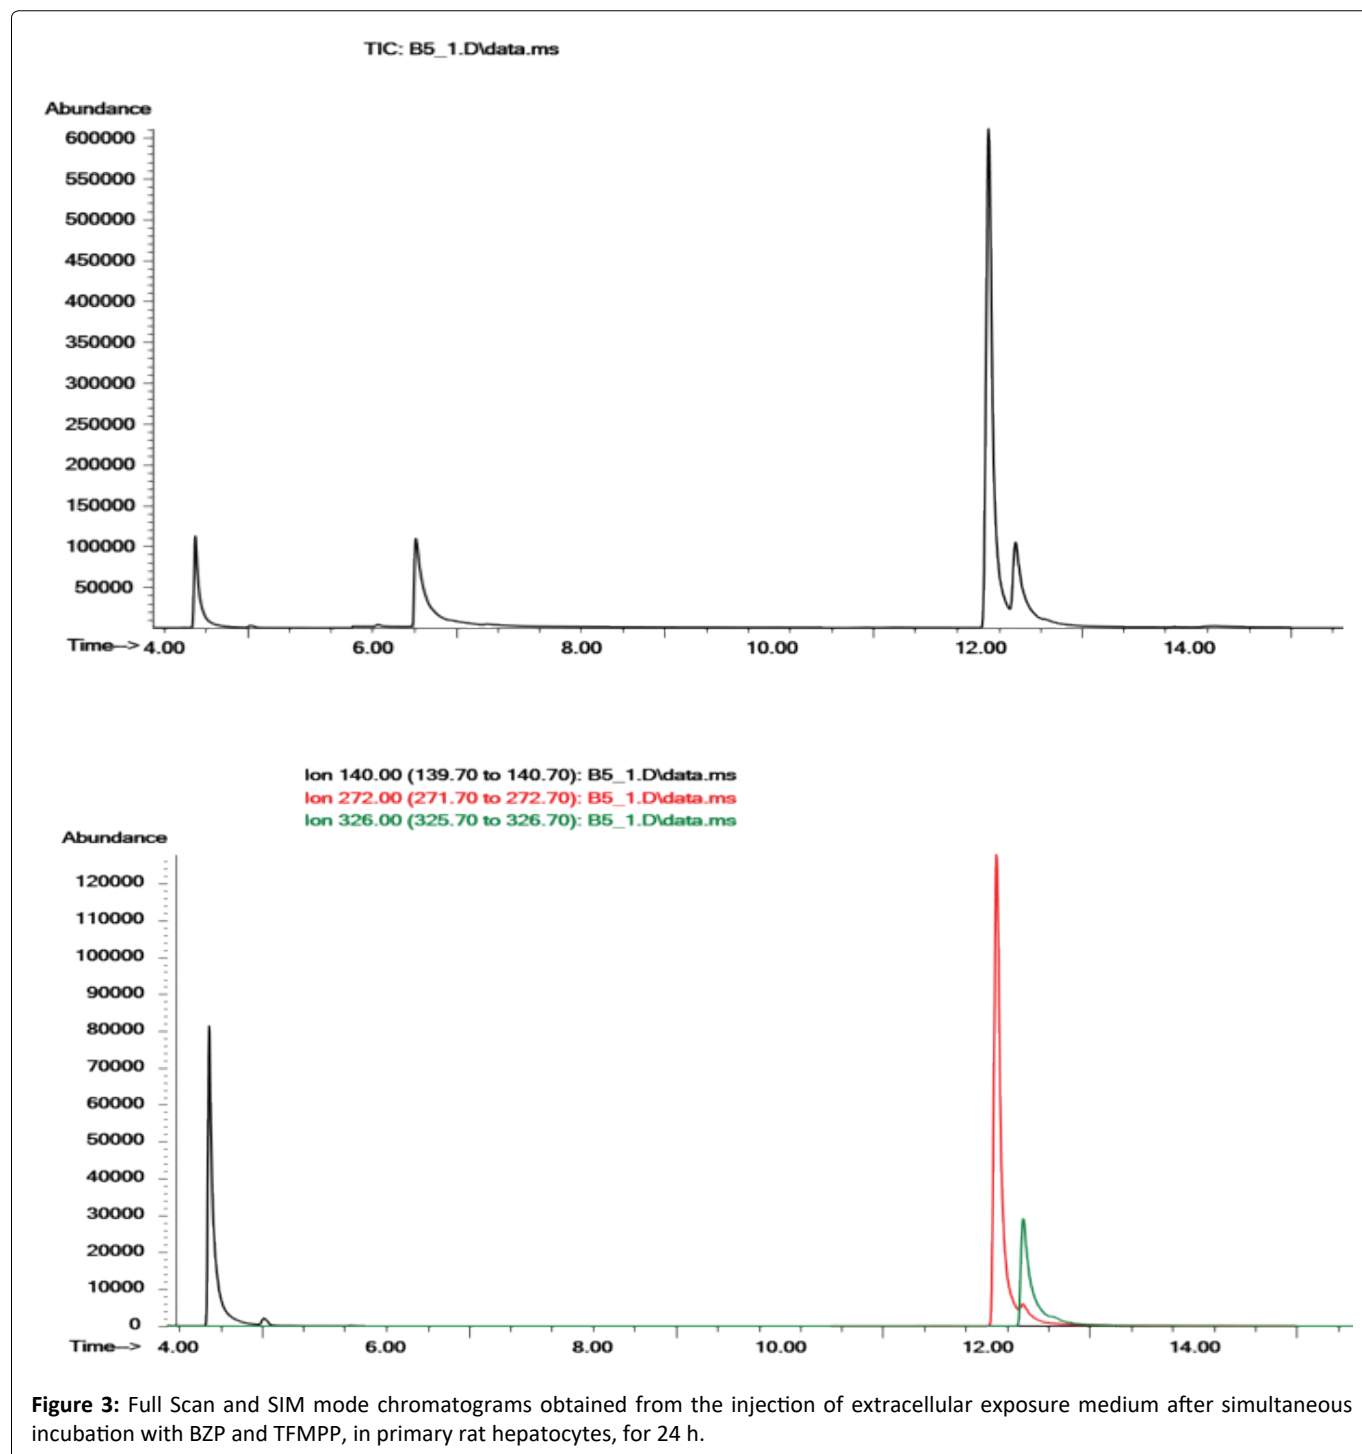 TIC: B5_1.D\data.ms
Abundance
600000
550000
500000
450000
400000
350000
300000
250000
200000
150000
100000
50000
Time--> 4.00 6.00 8.00 10.00 12.00 14.00
Ion 140.00 (139.70 to 140.70): B5_1.D\data.ms
Ion 272.00 (271.70 to 272.70): B5_1.D\data.ms
Ion 326.00 (325.70 to 326.70): B5_1.D\data.ms
Abundance
120000
110000
100000
90000
80000
70000
60000
50000
40000
30000
20000
10000
0
Time--> 4.00 6.00 8.00 10.00 12.00 14.00
Figure 3: Full Scan and SIM mode chromatograms obtained from the injection of extracellular exposure medium after simultaneous
incubation with BZP and TFMPP, in primary rat hepatocytes, for 24 h.